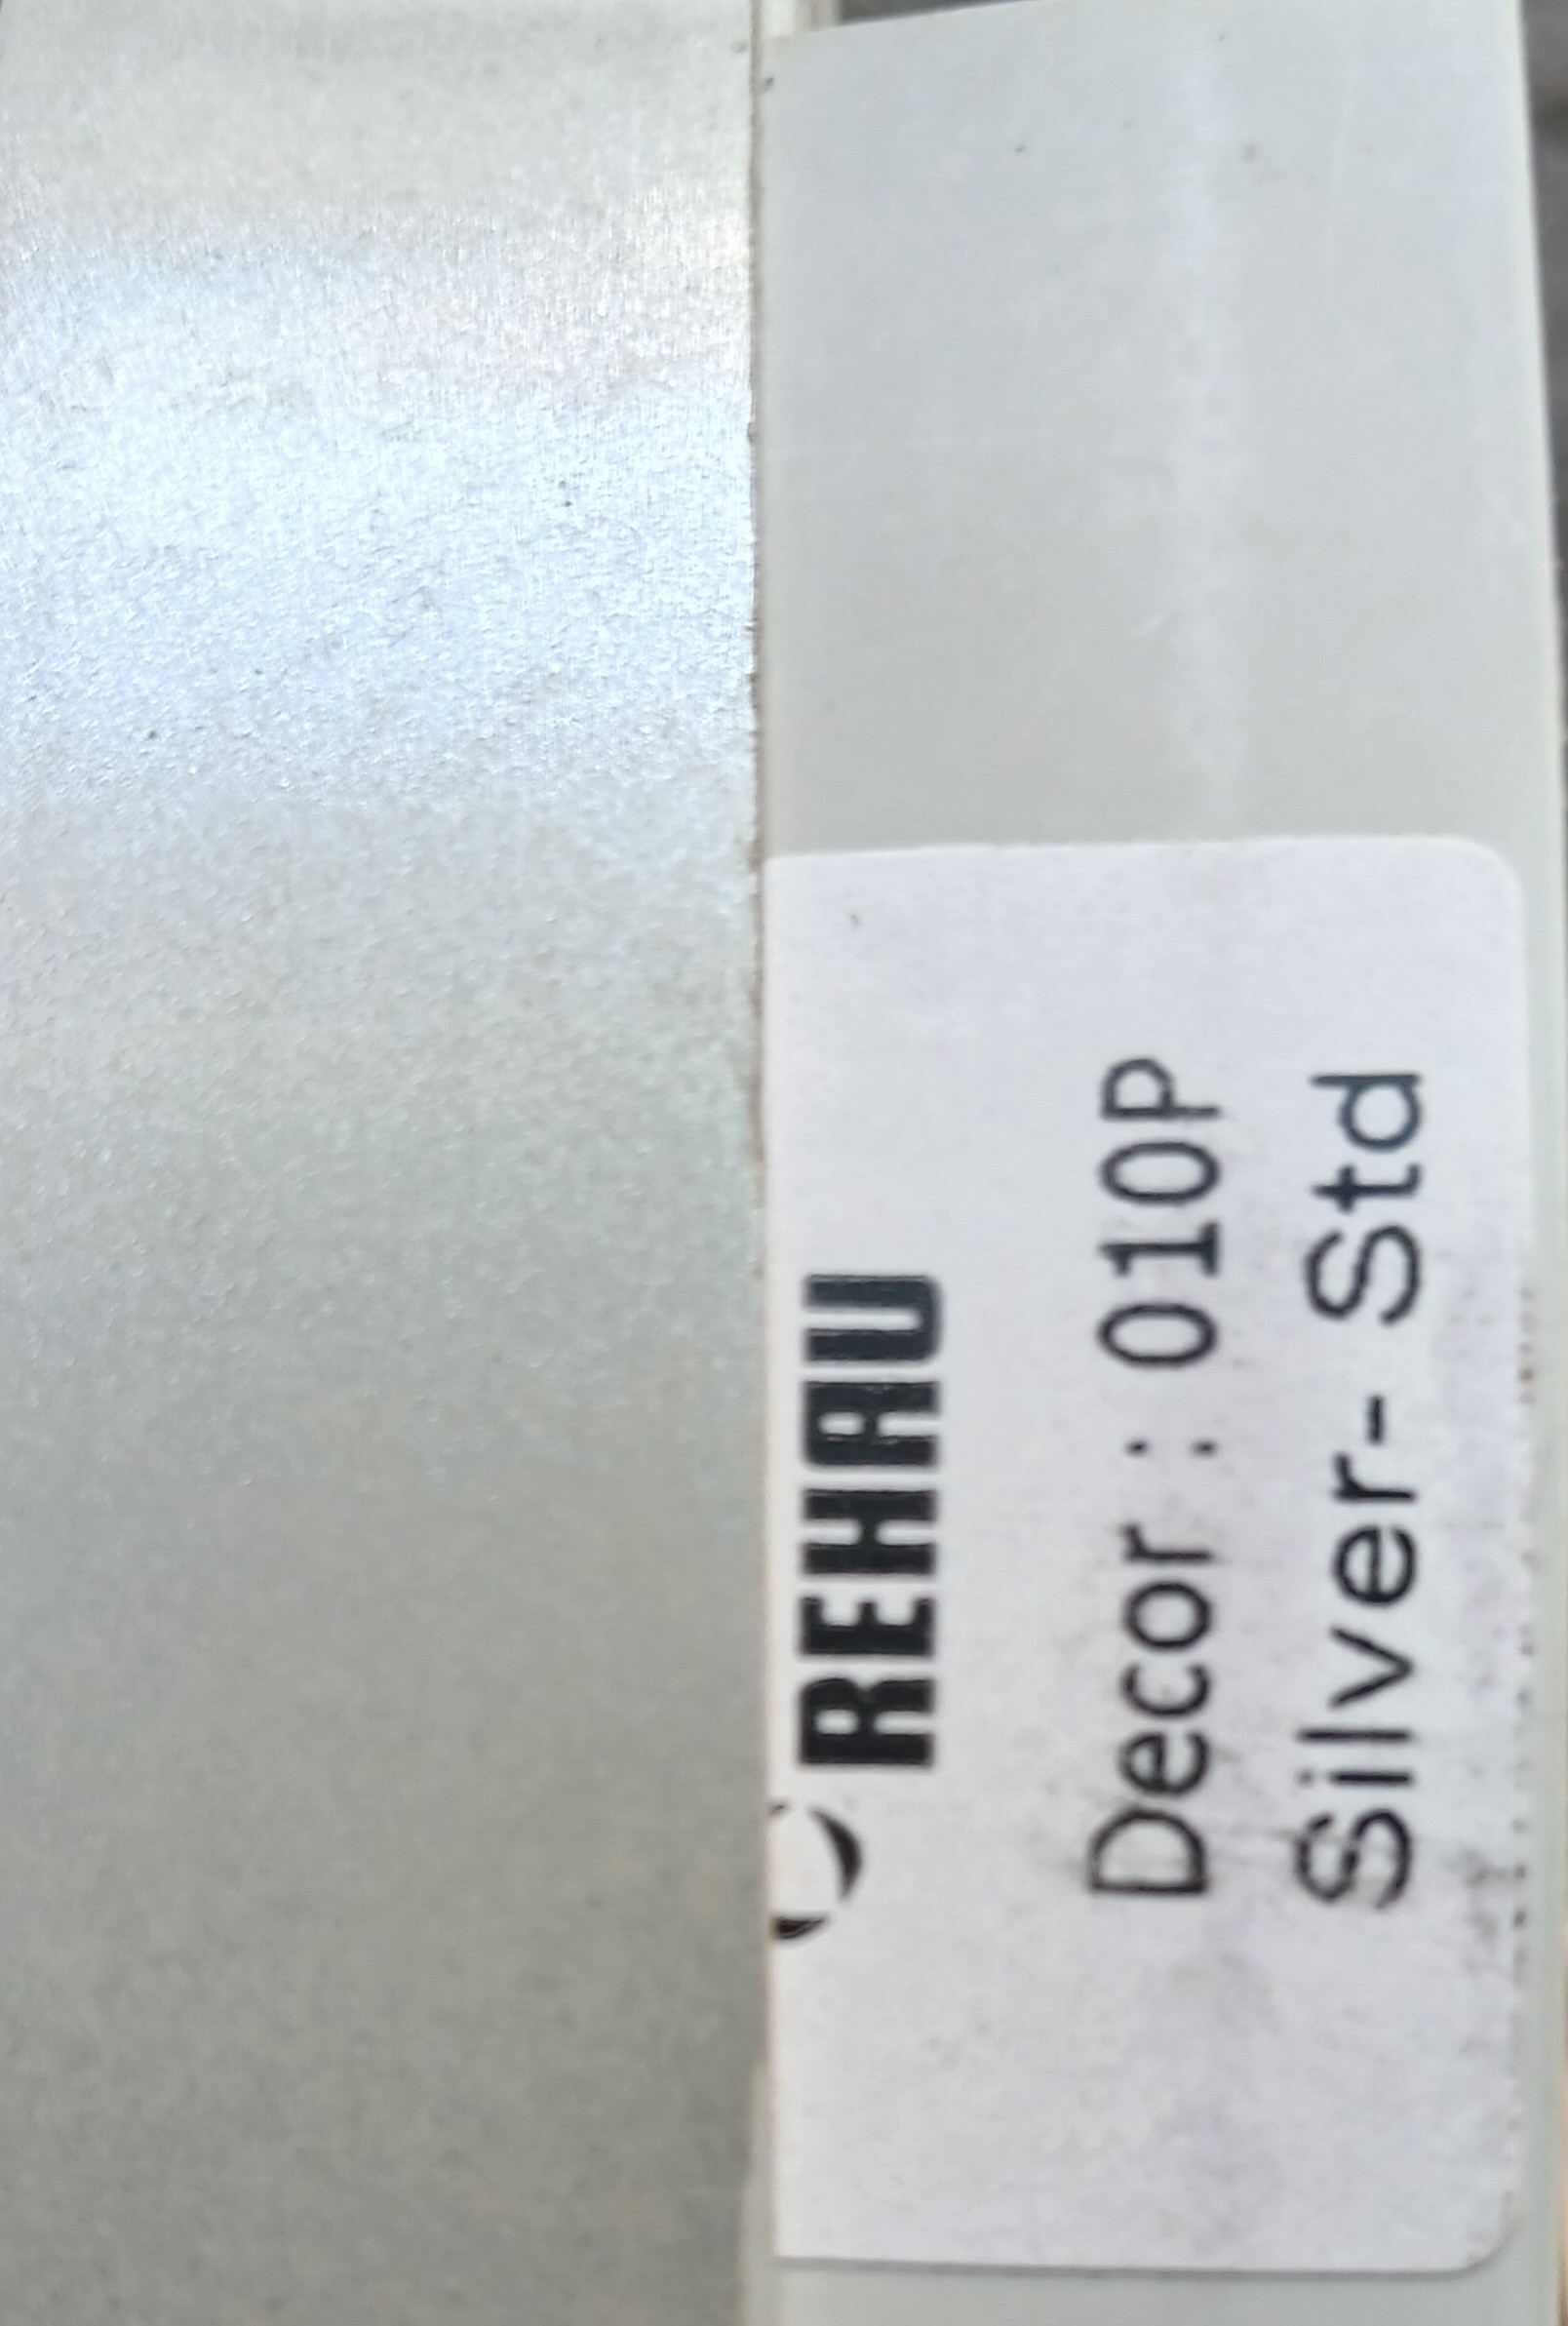 REHAU
Decor : 010P
Silver- Std